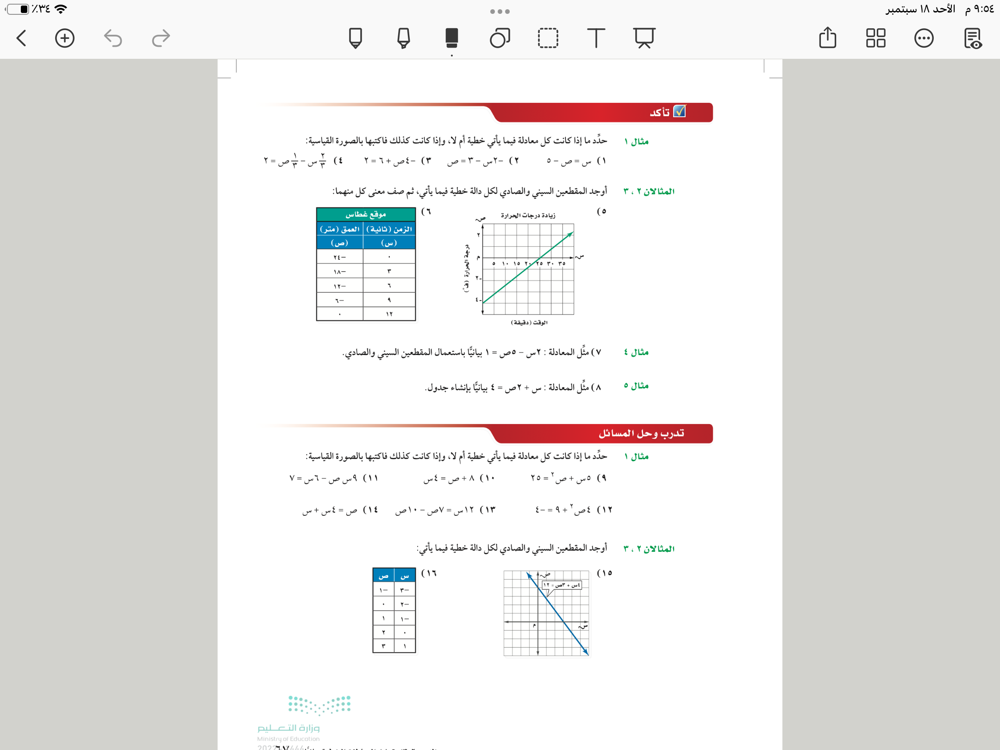 ٩:٥٤ م الأحد ١٨ سبتمبر
٣٤٪
تأكد
مثال ١ حدِّد ما إذا كانت كل معادلة فيما يأتي خطية أم لا، وإذا كانت كذلك فاكتبها بالصورة القياسية:
١) س = ص – ٥ ٢) –٢س – ٣ = ص ٣) –٤ص + ٦ = ٢ ٤) ٢/٣ س – ١/٣ ص = ٢
المثالان ٢ ، ٣ أوجد المقطعين السيني والصادي لكل دالة خطية فيما يأتي، ثم صف معنى كل منهما:
٥)
زيادة درجات الحرارة
ص
٢
م
-٢
-٤
س
٥ ١٠ ١٥ ٢٠ ٢٥ ٣٠ ٣٥
درجة الحرارة (ف°)
الوقت (دقيقة)
٦)
موقع غطاس
الزمن (ثانية) العمق (متر)
(س) (ص)
٠ –٢٤
٣ –١٨
٦ –١٢
٩ –٦
١٢ ٠
مثال ٤ ٧) مثِّل المعادلة : ٢س – ٥ص = ١ بيانيًّا باستعمال المقطعين السيني والصادي.
مثال ٥ ٨) مثِّل المعادلة : س + ٢ص = ٤ بيانيًّا بإنشاء جدول.
تدرب وحل المسائل
مثال ١ حدِّد ما إذا كانت كل معادلة فيما يأتي خطية أم لا، وإذا كانت كذلك فاكتبها بالصورة القياسية:
٩) ٥س + ص² = ٢٥ ١٠) ٨ + ص = ٤س ١١) ٩س ص – ٦س = ٧
١٢) ٤ص² + ٩ = –٤ ١٣) ١٢س = ٧ص – ١٠ص ١٤) ص = ٤س + س
المثالان ٢ ، ٣ أوجد المقطعين السيني والصادي لكل دالة خطية فيما يأتي:
١٥)
ص
٤س + ٣ص = ١٢
م
س
١٦)
س ص
–٣ –١
–٢ ٠
–١ ١
٠ ٢
١ ٣
وزارة التعليم
Ministry of Education
2022 - 1444
٦٧